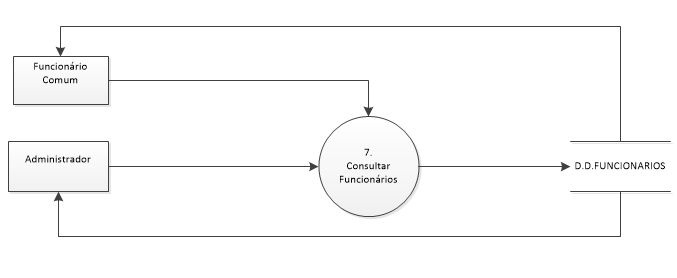 Funcionário
Comum
Administrador
7.
Consultar
Funcionários
D.D.FUNCIONARIOS